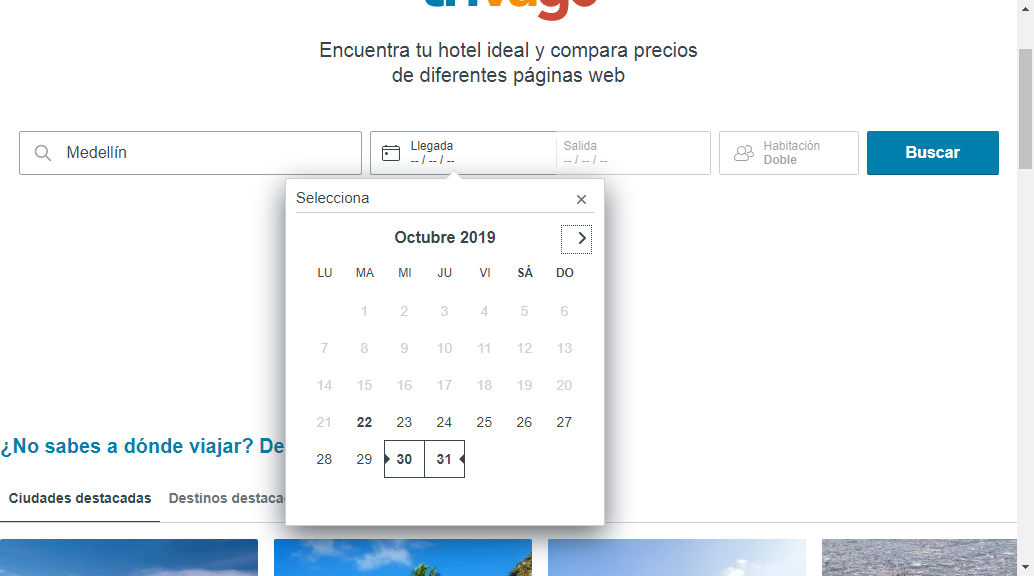 trivago
Encuentra tu hotel ideal y compara precios
de diferentes páginas web
Medellín
Llegada
-- / -- / --
Salida
-- / -- / --
Habitación
Doble
Buscar
Selecciona
Octubre 2019
LU MA MI JU VI SÁ DO
1 2 3 4 5 6
7 8 9 10 11 12 13
14 15 16 17 18 19 20
21 22 23 24 25 26 27
28 29 30 31
¿No sabes a dónde viajar? De
Ciudades destacadas Destinos destaca